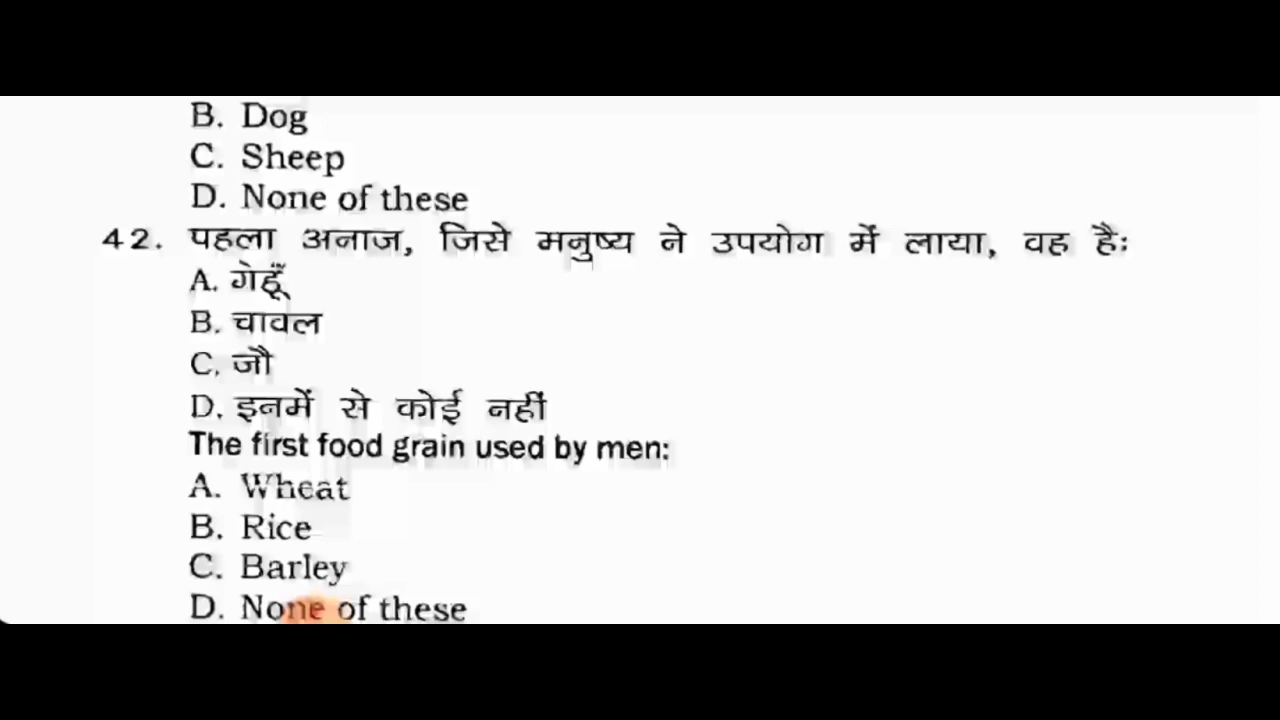 B. Dog
C. Sheep
D. None of these
42. पहला अनाज, जिसे मनुष्य ने उपयोग में लाया, वह है:
A. गेहूँ
B. चावल
C. जौ
D. इनमें से कोई नहीं
The first food grain used by men:
A. Wheat
B. Rice
C. Barley
D. None of these